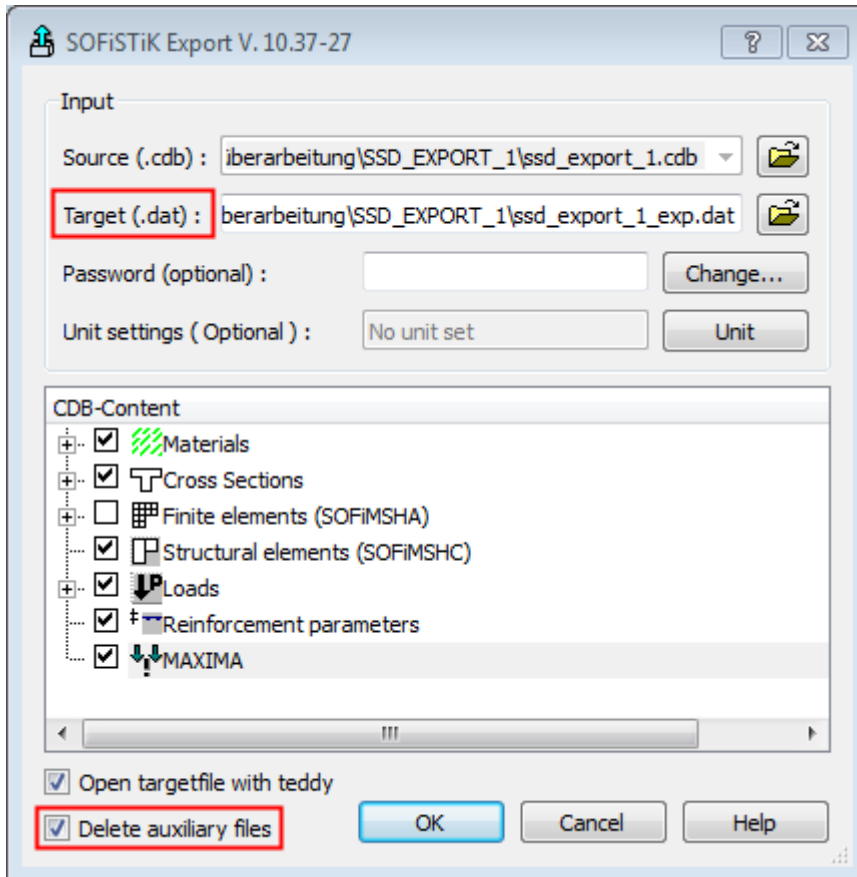 SOFiSTiK Export V. 10.37-27
Input
Source (.cdb) : iberarbeitung\SSD_EXPORT_1\ssd_export_1.cdb
Target (.dat) : berarbeitung\SSD_EXPORT_1\ssd_export_1_exp.dat
Password (optional) : Change...
Unit settings ( Optional ) : No unit set Unit
CDB-Content
Materials
Cross Sections
Finite elements (SOFiMSHA)
Structural elements (SOFiMSHC)
Loads
Reinforcement parameters
MAXIMA
Open targetfile with teddy
Delete auxiliary files OK Cancel Help